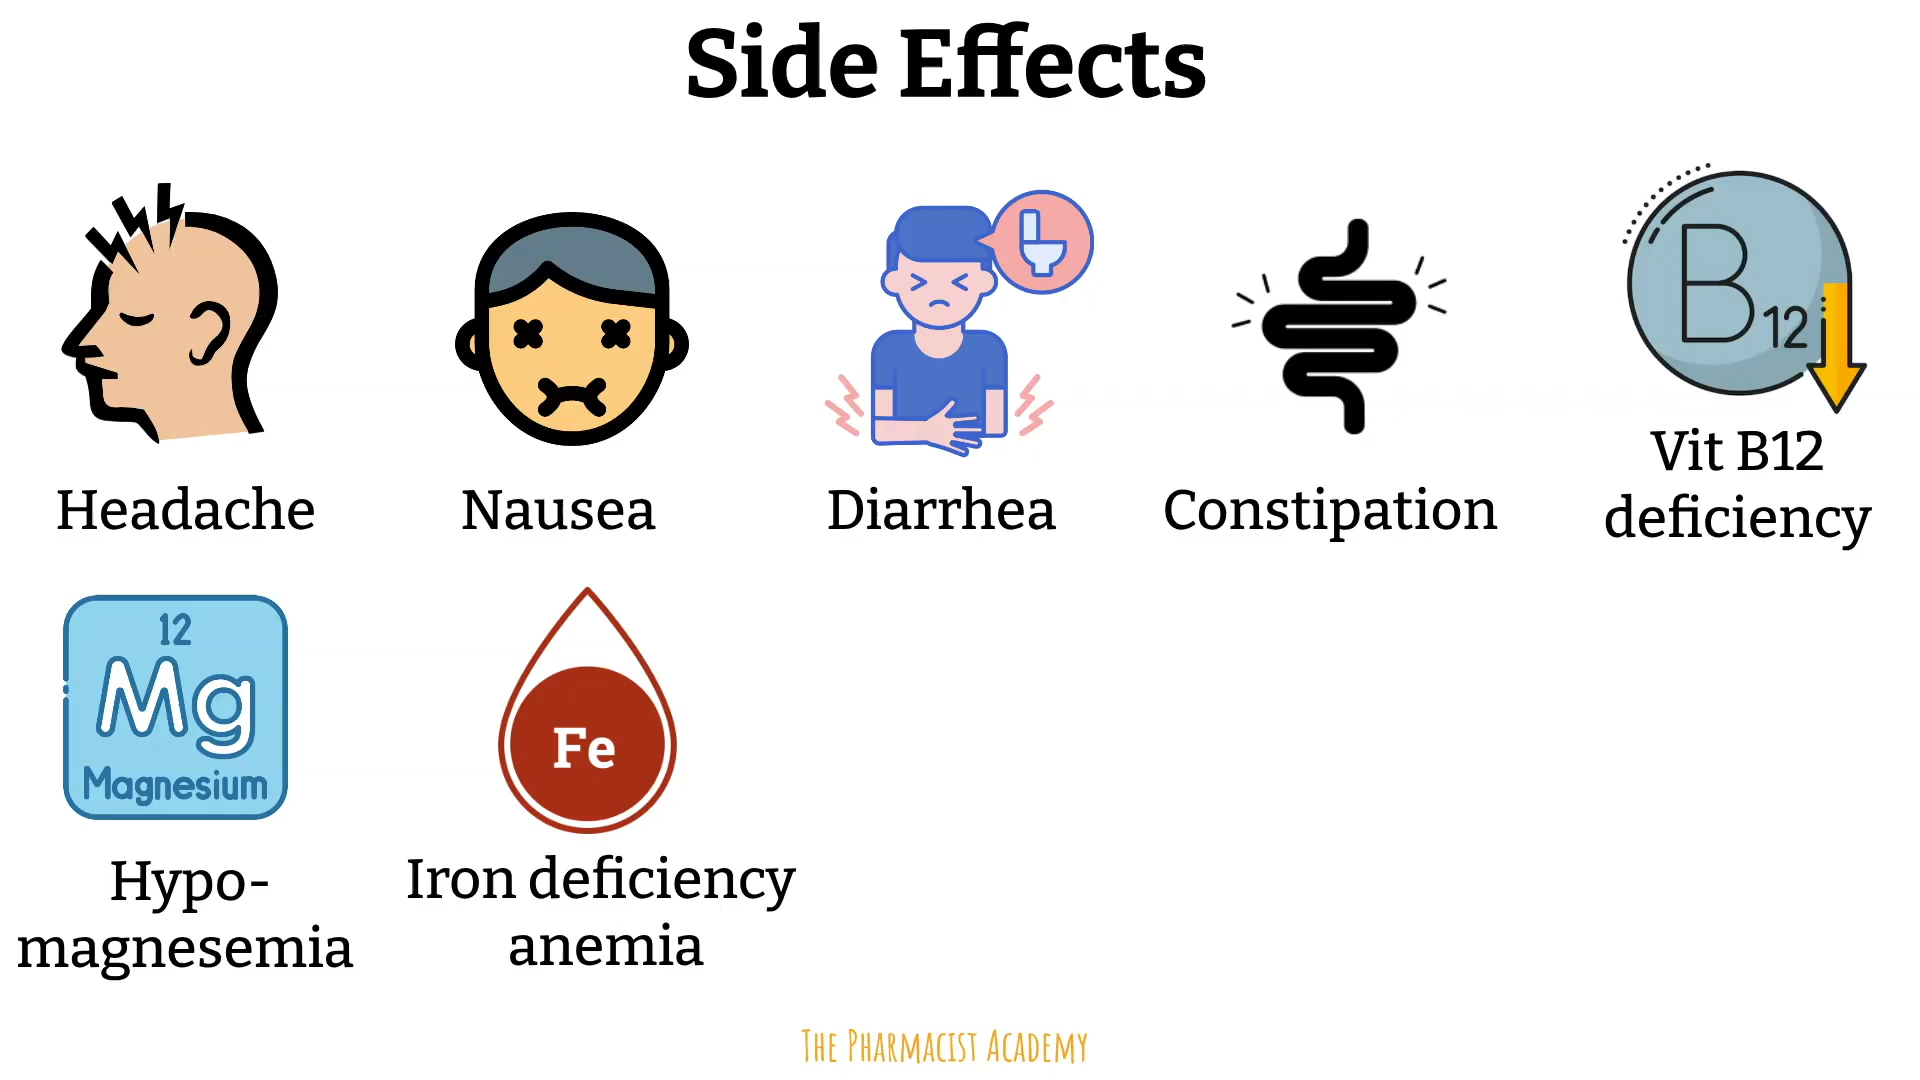 Side Effects
B12
Headache
Nausea
Diarrhea
Constipation
Vit B12
deficiency
12
Mg
Magnesium
Hypo-
magnesemia
Fe
Iron deficiency
anemia
The Pharmacist Academy